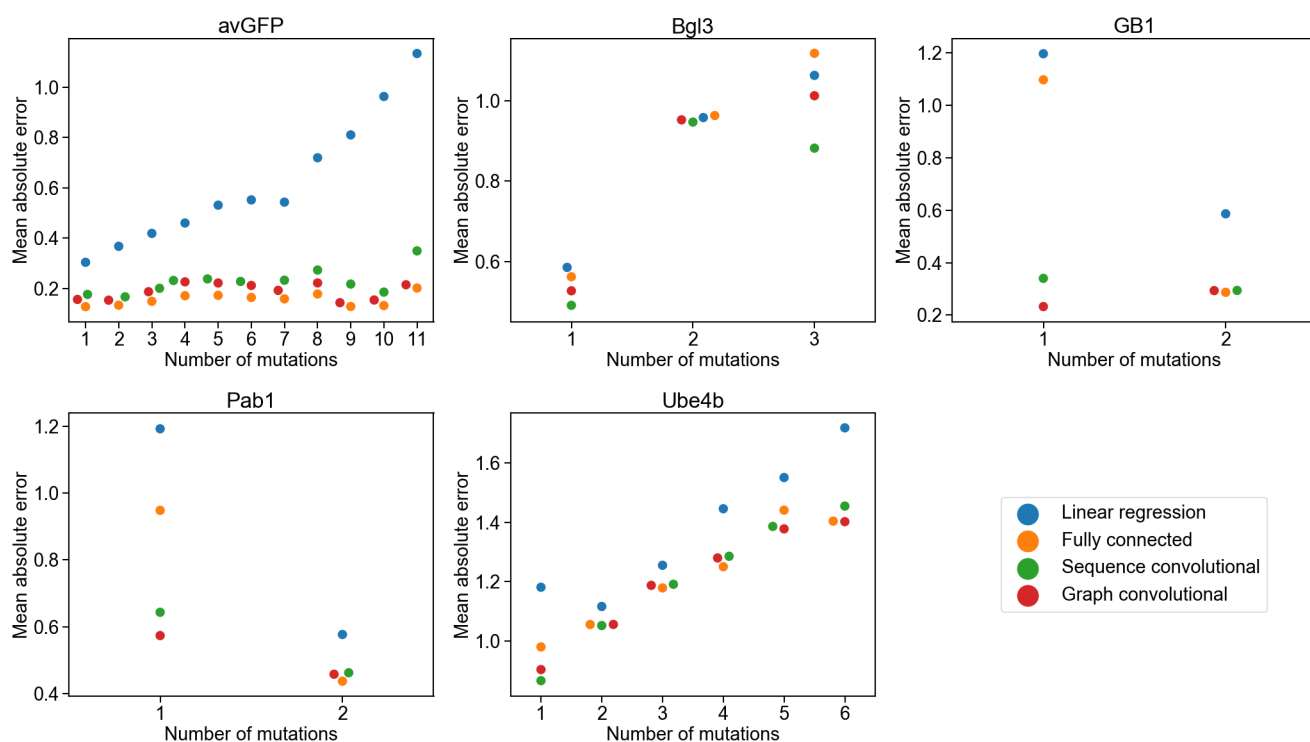 avGFP
Mean absolute error
1.0
0.8
0.6
0.4
0.2
1 2 3 4 5 6 7 8 9 10 11
Number of mutations
Bgl3
Mean absolute error
1.0
0.8
0.6
1 2 3
Number of mutations
GB1
Mean absolute error
1.2
1.0
0.8
0.6
0.4
0.2
1 2
Number of mutations
Pab1
Mean absolute error
1.2
1.0
0.8
0.6
0.4
1 2
Number of mutations
Ube4b
Mean absolute error
1.6
1.4
1.2
1.0
1 2 3 4 5 6
Number of mutations
Linear regression
Fully connected
Sequence convolutional
Graph convolutional